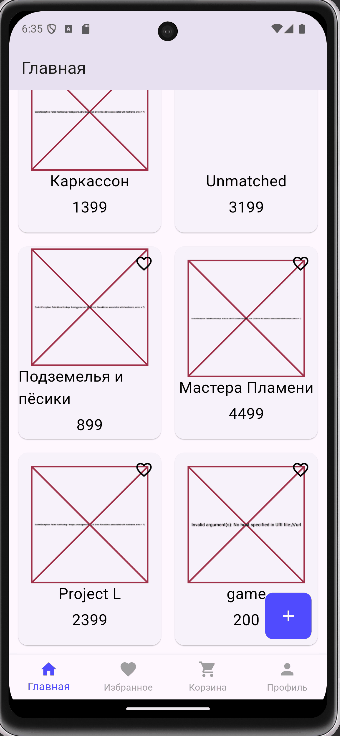 6:35
Главная
Каркассон
Unmatched
1399
3199
Подземелья и
пёсики
899
Мастера Пламени
4499
Invalid argument(s): No host specified in URI file:///url
Project L
game
2399
200
+
Главная
Избранное
Корзина
Профиль